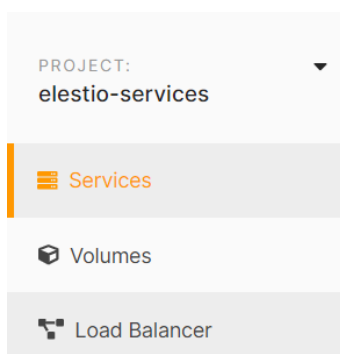 PROJECT:
elestio-services
Services
Volumes
Load Balancer